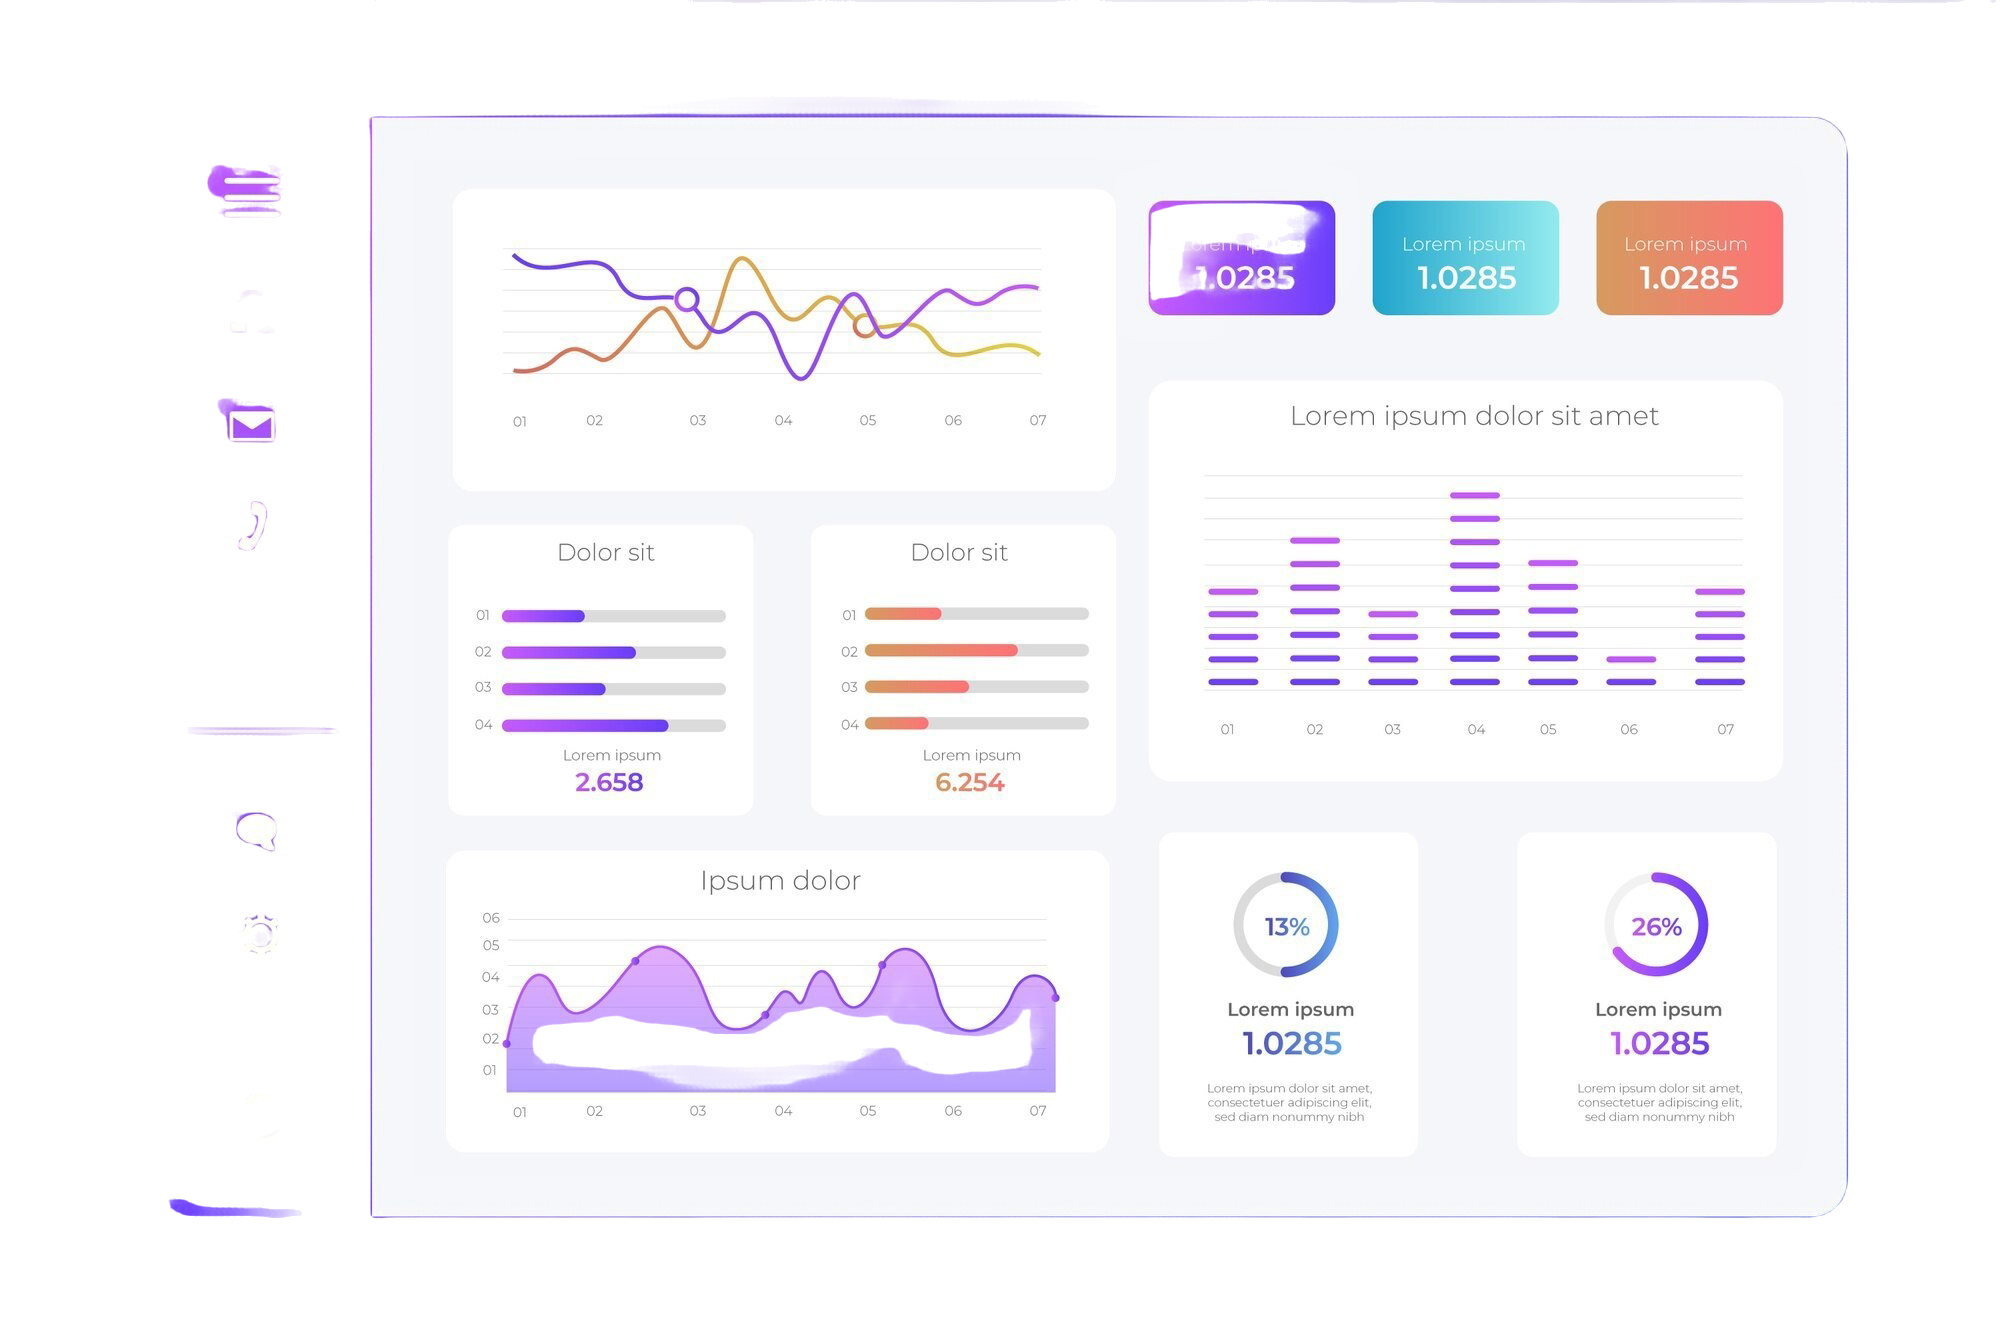 01 02 03 04 05 06 07
Lorem ipsum
1.0285
Lorem ipsum
1.0285
Lorem ipsum
1.0285
Lorem ipsum dolor sit amet
01 02 03 04 05 06 07
Dolor sit
01
02
03
04
Lorem ipsum
2.658
Dolor sit
01
02
03
04
Lorem ipsum
6.254
Ipsum dolor
06
05
04
03
02
01
01 02 03 04 05 06 07
13%
Lorem ipsum
1.0285
Lorem ipsum dolor sit amet,
consectetuer adipiscing elit,
sed diam nonummy nibh
26%
Lorem ipsum
1.0285
Lorem ipsum dolor sit amet,
consectetuer adipiscing elit,
sed diam nonummy nibh